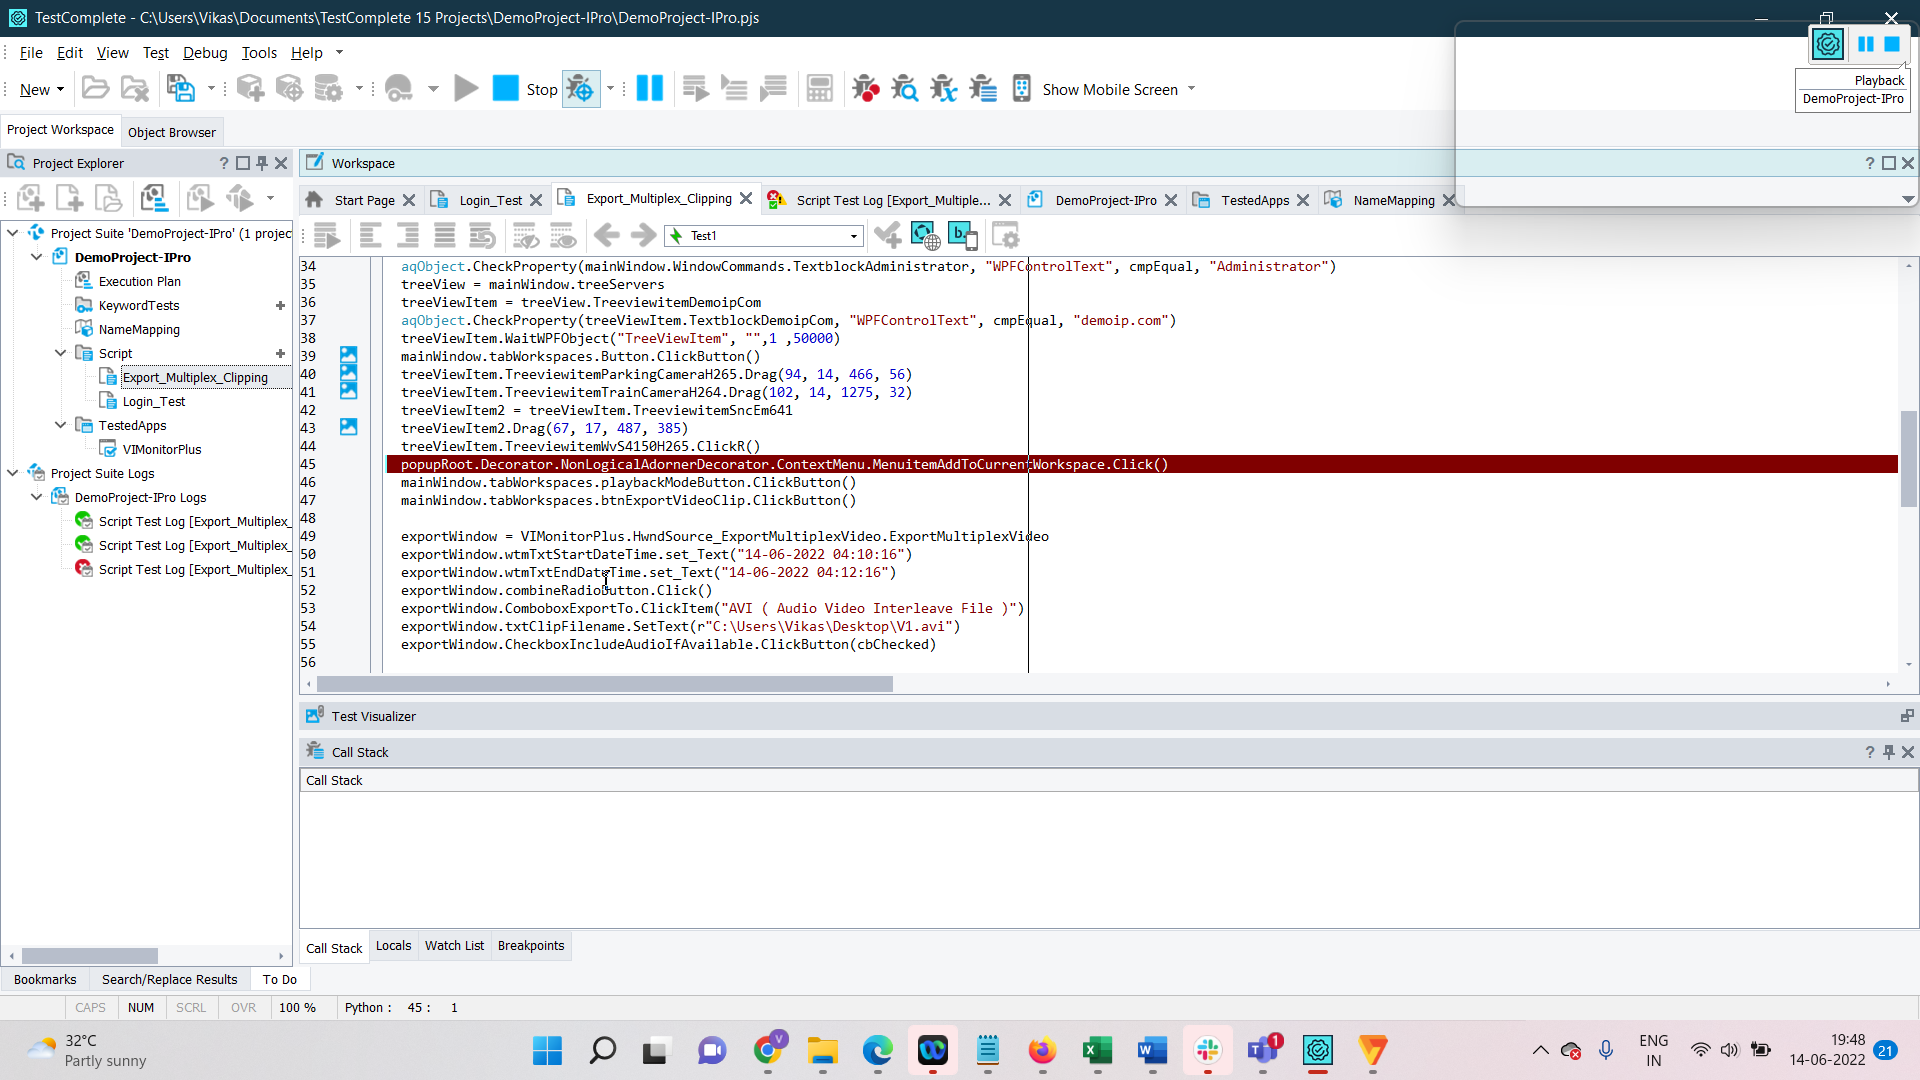 TestComplete - C:\Users\Vikas\Documents\TestComplete 15 Projects\DemoProject-IPro\DemoProject-IPro.pjs
File Edit View Test Debug Tools Help
New
Stop
Show Mobile Screen
Playback
DemoProject-IPro
Project Workspace Object Browser
Project Explorer
Workspace
Start Page Login_Test Export_Multiplex_Clipping Script Test Log [Export_Multiple... DemoProject-IPro TestedApps NameMapping
Test1
Project Suite 'DemoProject-IPro' (1 projec
DemoProject-IPro
Execution Plan
KeywordTests
NameMapping
Script
Export_Multiplex_Clipping
Login_Test
TestedApps
VIMonitorPlus
Project Suite Logs
DemoProject-IPro Logs
Script Test Log [Export_Multiplex_
Script Test Log [Export_Multiplex_
Script Test Log [Export_Multiplex_
34 aqObject.CheckProperty(mainWindow.WindowCommands.TextblockAdministrator, "WPFControlText", cmpEqual, "Administrator")
35 treeView = mainWindow.treeServers
36 treeViewItem = treeView.TreeviewitemDemoipCom
37 aqObject.CheckProperty(treeViewItem.TextblockDemoipCom, "WPFControlText", cmpEqual, "demoip.com")
38 treeViewItem.WaitWPFObject("TreeViewItem", "",1 ,50000)
39 mainWindow.tabWorkspaces.Button.ClickButton()
40 treeViewItem.TreeviewitemParkingCameraH265.Drag(94, 14, 466, 56)
41 treeViewItem.TreeviewitemTrainCameraH264.Drag(102, 14, 1275, 32)
42 treeViewItem2 = treeViewItem.TreeviewitemSncEm641
43 treeViewItem2.Drag(67, 17, 487, 385)
44 treeViewItem.TreeviewitemWvS4150H265.ClickR()
45 popupRoot.Decorator.NonLogicalAdornerDecorator.ContextMenu.MenuitemAddToCurrentWorkspace.Click()
46 mainWindow.tabWorkspaces.playbackModeButton.ClickButton()
47 mainWindow.tabWorkspaces.btnExportVideoClip.ClickButton()
48
49 exportWindow = VIMonitorPlus.HwndSource_ExportMultiplexVideo.ExportMultiplexVideo
50 exportWindow.wtmTxtStartDateTime.set_Text("14-06-2022 04:10:16")
51 exportWindow.wtmTxtEndDateTime.set_Text("14-06-2022 04:12:16")
52 exportWindow.combineRadiobutton.Click()
53 exportWindow.ComboboxExportTo.ClickItem("AVI ( Audio Video Interleave File )")
54 exportWindow.txtClipFilename.SetText(r"C:\Users\Vikas\Desktop\V1.avi")
55 exportWindow.CheckboxIncludeAudioIfAvailable.ClickButton(cbChecked)
56
Test Visualizer
Call Stack
Call Stack
Call Stack Locals Watch List Breakpoints
Bookmarks Search/Replace Results To Do
CAPS NUM SCRL OVR 100 % Python : 45 : 1
32°C
Partly sunny
V
1
ENG
IN
19:48
14-06-2022
21